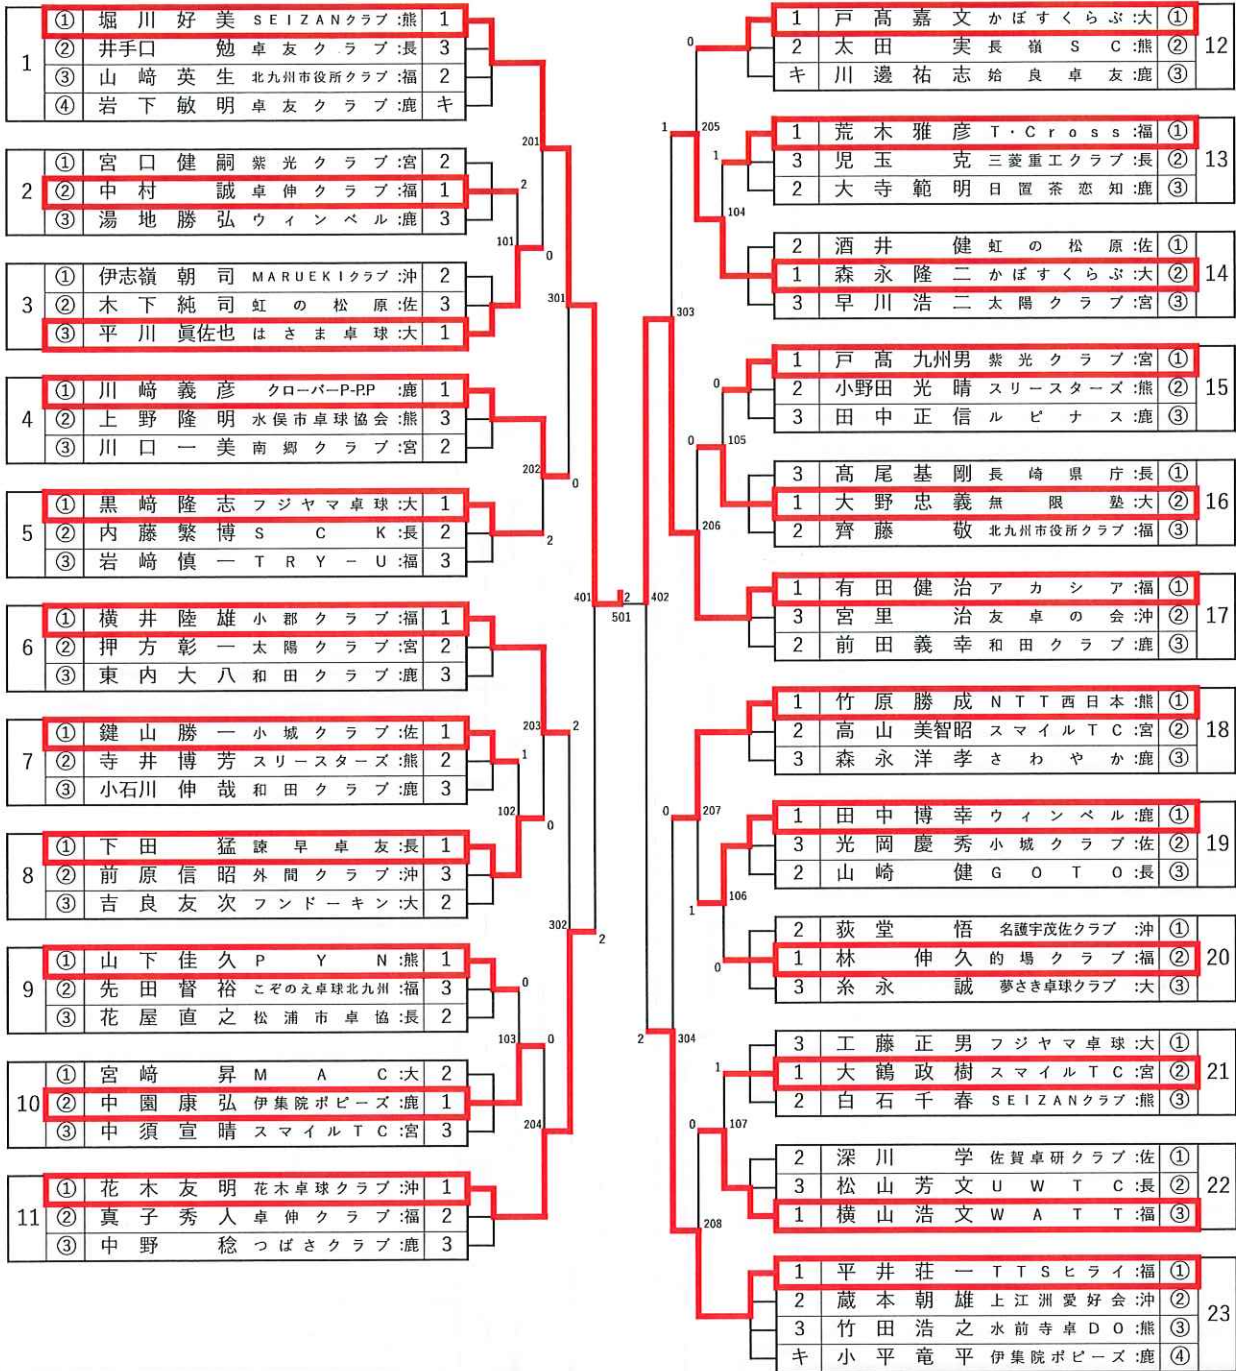 1
① 堀川好美 SEIZANクラブ :熊 1
② 井手口 勉 卓友クラブ :長 3
③ 山﨑英生 北九州市役所クラブ :福 2
④ 岩下敏明 卓友クラブ :鹿 キ
2
① 宮口健嗣 紫光クラブ :宮 2
② 中村 誠 卓伸クラブ :福 1
③ 湯地勝弘 ウィンベル :鹿 3
3
① 伊志嶺朝司 MARUEKIクラブ :沖 2
② 木下純司 虹の松原 :佐 3
③ 平川眞佐也 はさま卓球 :大 1
4
① 川﨑義彦 クローバーP-P.P :鹿 1
② 上野隆明 水俣市卓球協会 :熊 3
③ 川口一美 南郷クラブ :宮 2
5
① 黒﨑隆志 フジヤマ卓球 :大 1
② 内藤繁博 SCK :長 2
③ 岩﨑慎一 TRY-U :福 3
6
① 横井陸雄 小郡クラブ :福 1
② 押方彰一 太陽クラブ :宮 2
③ 東内大八 和田クラブ :鹿 3
7
① 鍵山勝一 小城クラブ :佐 1
② 寺井博芳 スリースターズ :熊 2
③ 小石川伸哉 和田クラブ :鹿 3
8
① 下田 猛 諫早卓友 :長 1
② 前原信昭 外間クラブ :沖 3
③ 吉良友次 フンドーキン :大 2
9
① 山下佳久 PYN :熊 1
② 先田督裕 こぞのえ卓球北九州 :福 3
③ 花屋直之 松浦市卓協 :長 2
10
① 宮﨑 昇 MAC :大 2
② 中園康弘 伊集院ポピーズ :鹿 1
③ 中須宣晴 スマイルTC :宮 3
11
① 花木友明 花木卓球クラブ :沖 1
② 真子秀人 卓伸クラブ :福 2
③ 中野 稔 つばさクラブ :鹿 3
201
2
101
0
301
202
0
2
401
203
2
1
102
0
302
2
0
103
0
204
2
501
402
0
1
205
1
104
303
0
0
105
206
0
207
1
106
0
2
304
1
0
107
208
12
1 戸髙嘉文 かぼすくらぶ :大 ①
2 太田 実 長嶺SC :熊 ②
キ 川邊祐志 始良卓友 :鹿 ③
13
1 荒木雅彦 T・Cross :福 ①
3 児玉 克 三菱重工クラブ :長 ②
2 大寺範明 日置茶恋知 :鹿 ③
14
2 酒井 健 虹の松原 :佐 ①
1 森永隆二 かぼすくらぶ :大 ②
3 早川浩二 太陽クラブ :宮 ③
15
1 戸髙九州男 紫光クラブ :宮 ①
2 小野田光晴 スリースターズ :熊 ②
3 田中正信 ルピナス :鹿 ③
16
3 髙尾基剛 長崎県庁 :長 ①
1 大野忠義 無限塾 :大 ②
2 齊藤 敬 北九州市役所クラブ :福 ③
17
1 有田健治 アカシア :福 ①
3 宮里 治 友卓の会 :沖 ②
2 前田義幸 和田クラブ :鹿 ③
18
1 竹原勝成 NTT西日本 :熊 ①
2 高山美智昭 スマイルTC :宮 ②
3 森永洋孝 さわやか :鹿 ③
19
1 田中博幸 ウィンベル :鹿 ①
3 光岡慶秀 小城クラブ :佐 ②
2 山崎 健 GOTO :長 ③
20
2 荻堂 悟 名護宇茂佐クラブ :沖 ①
1 林 伸久 的場クラブ :福 ②
3 糸永 誠 夢さき卓球クラブ :大 ③
21
3 工藤正男 フジヤマ卓球 :大 ①
1 大鶴政樹 スマイルTC :宮 ②
2 白石千春 SEIZANクラブ :熊 ③
22
2 深川 学 佐賀卓研クラブ :佐 ①
3 松山芳文 UWTC :長 ②
1 横山浩文 WATT :福 ③
23
1 平井荘一 TTSヒライ :福 ①
2 蔵本朝雄 上江洲愛好会 :沖 ②
3 竹田浩之 水前寺卓DO :熊 ③
キ 小平竜平 伊集院ポピーズ :鹿 ④